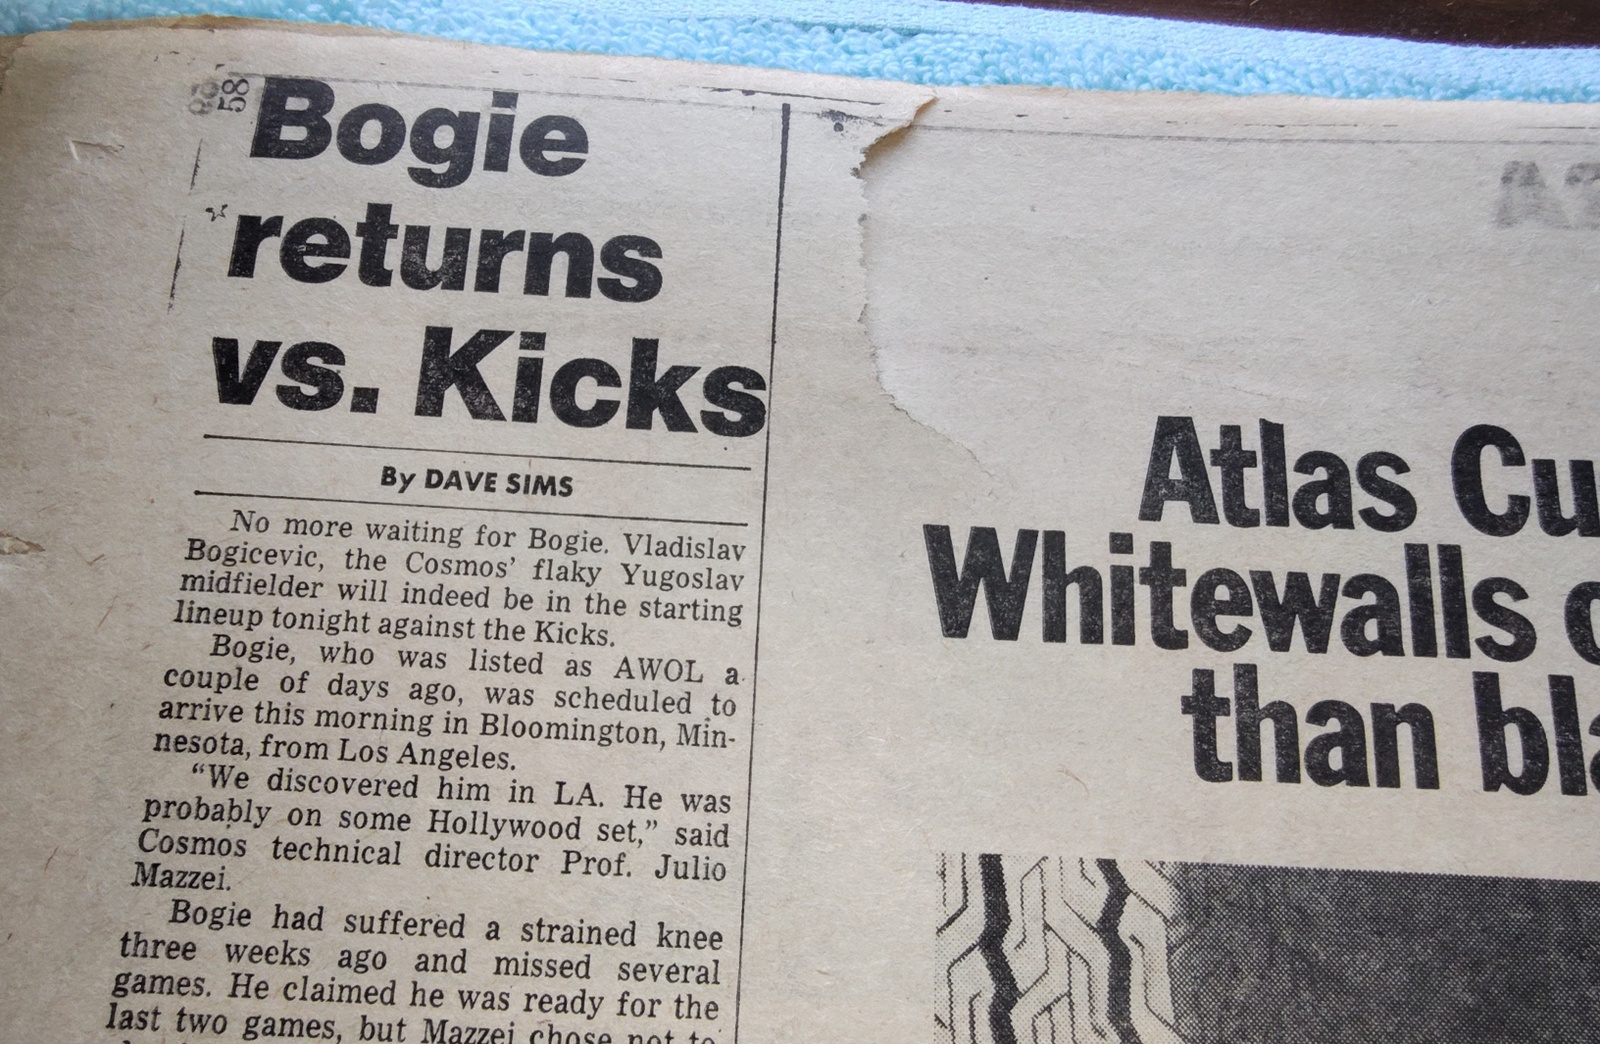 58
Bogie
returns
vs. Kicks
By DAVE SIMS
No more waiting for Bogie. Vladislav
Bogicevic, the Cosmos’ flaky Yugoslav
midfielder will indeed be in the starting
lineup tonight against the Kicks.
Bogie, who was listed as AWOL a
couple of days ago, was scheduled to
arrive this morning in Bloomington, Min-
nesota, from Los Angeles.
“We discovered him in LA. He was
probably on some Hollywood set,” said
Cosmos technical director Prof. Julio
Mazzei.
Bogie had suffered a strained knee
three weeks ago and missed several
games. He claimed he was ready for the
last two games, but Mazzei chose not to
Atlas Cu
Whitewalls
than bla